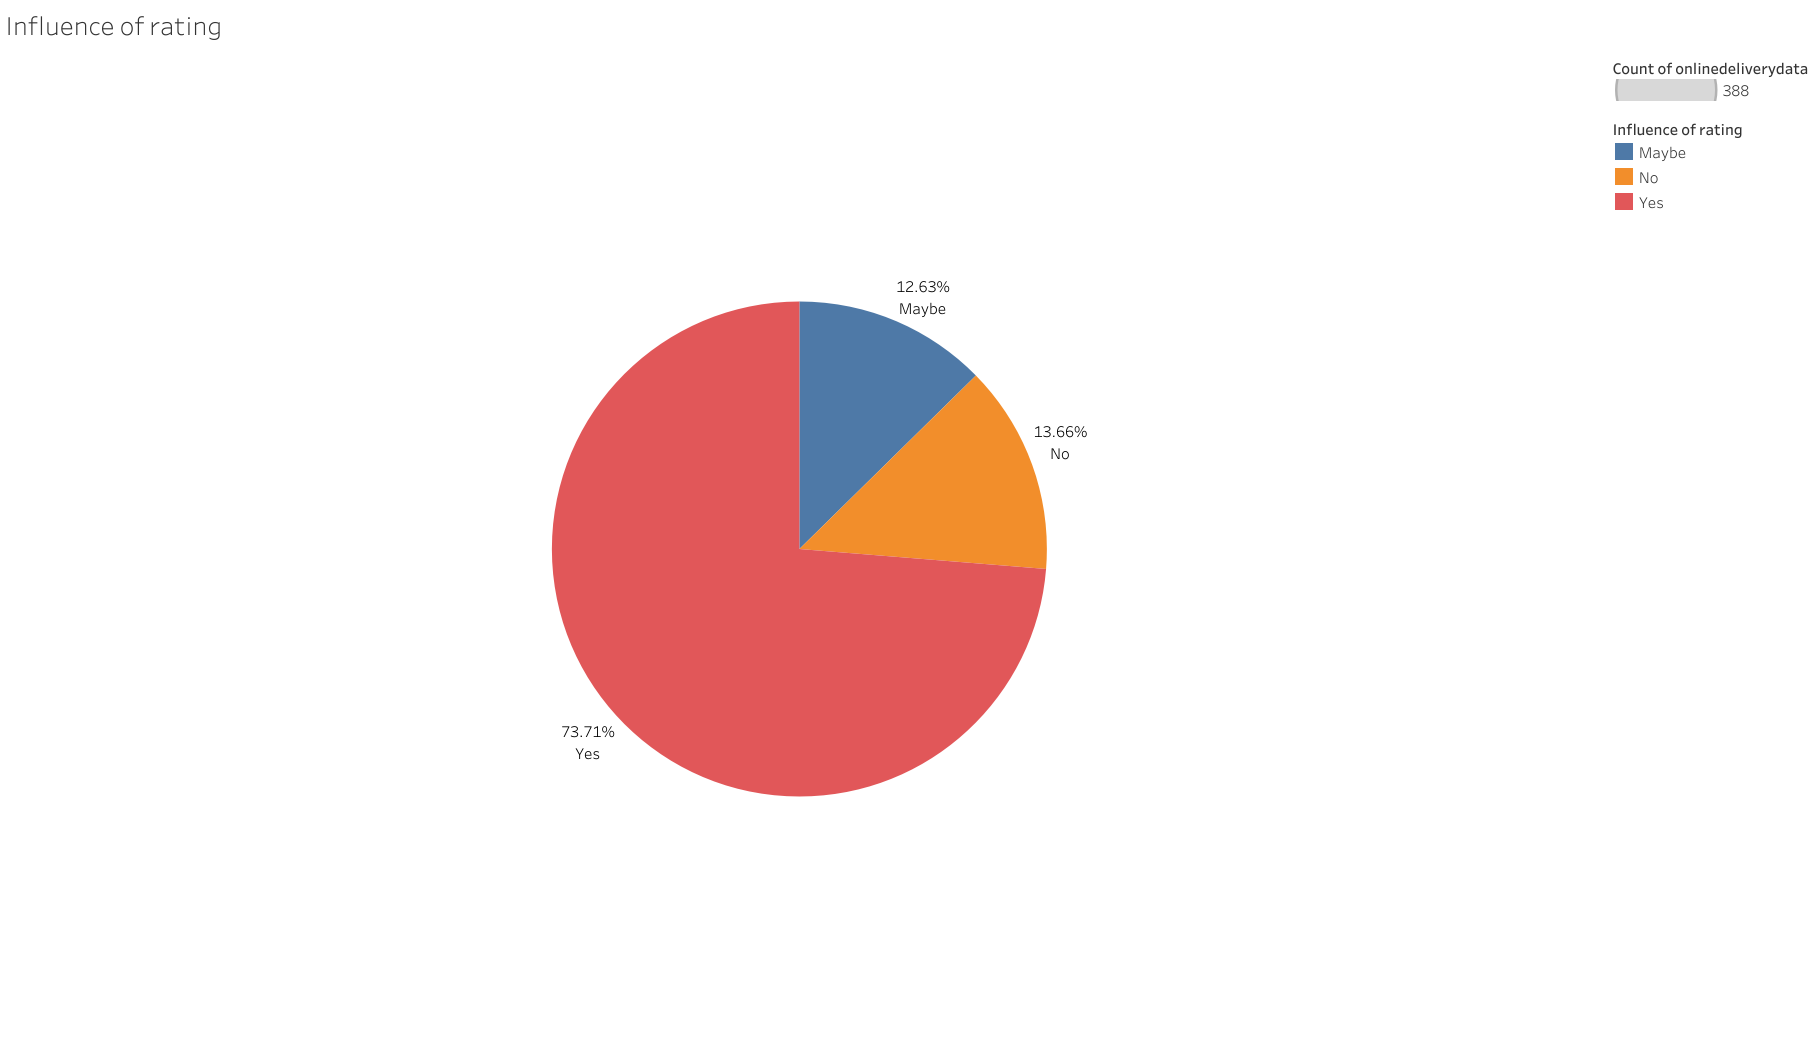 Influence of rating
Count of onlinedeliverydata
388
Influence of rating
Maybe
No
Yes
12.63%
Maybe
13.66%
No
73.71%
Yes